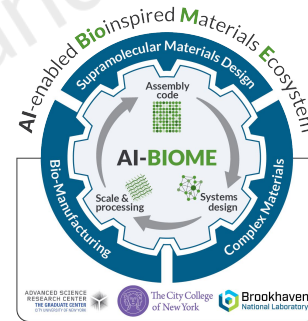 AI-enabled Bioinspired Materials Ecosystem
Supramolecular Materials Design
Assembly
code
AI-BIOME
Scale &
processing
Systems
design
Bio-Manufacturing
Complex Materials
ADVANCED SCIENCE
RESEARCH CENTER
THE GRADUATE CENTER
CITY UNIVERSITY OF NEW YORK
The City College
of New York
Brookhaven
National Laboratory